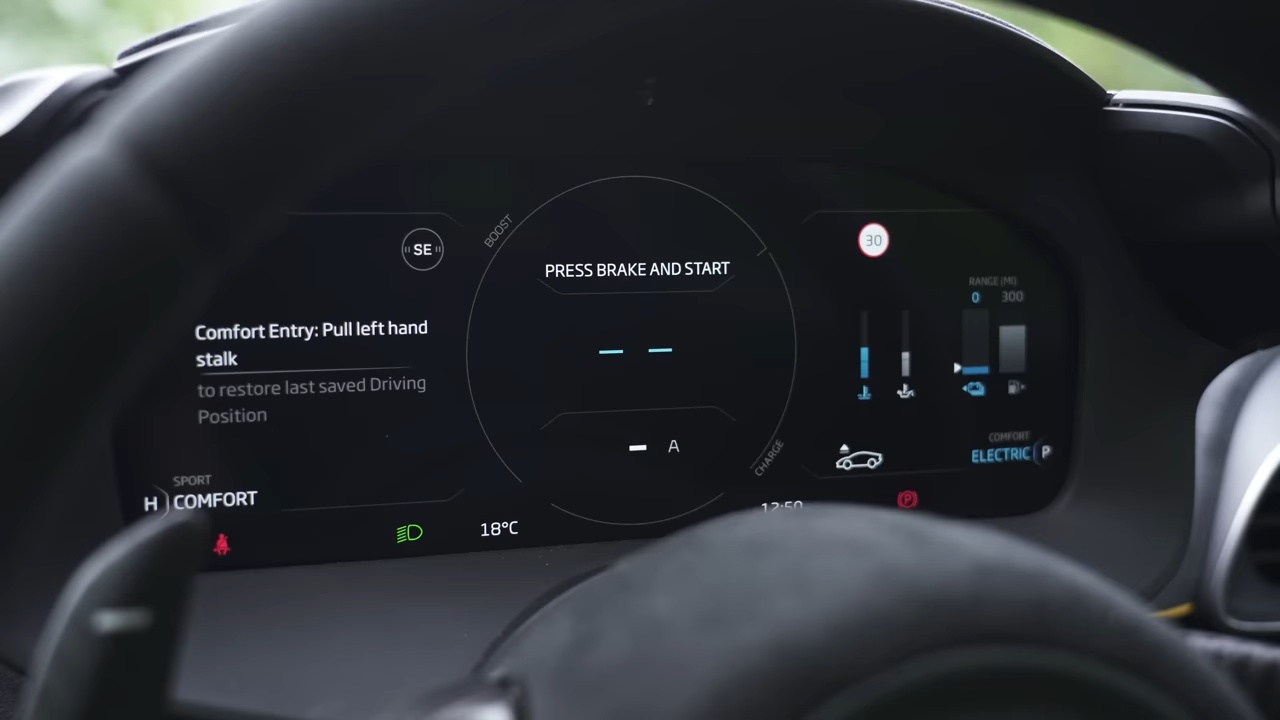 SE
Comfort Entry: Pull left hand
stalk
to restore last saved Driving
Position
SPORT
H COMFORT
18°C
BOOST
PRESS BRAKE AND START
A
CHARGE
12:50
30
RANGE (MI)
0 300
COMFORT
ELECTRIC P
P